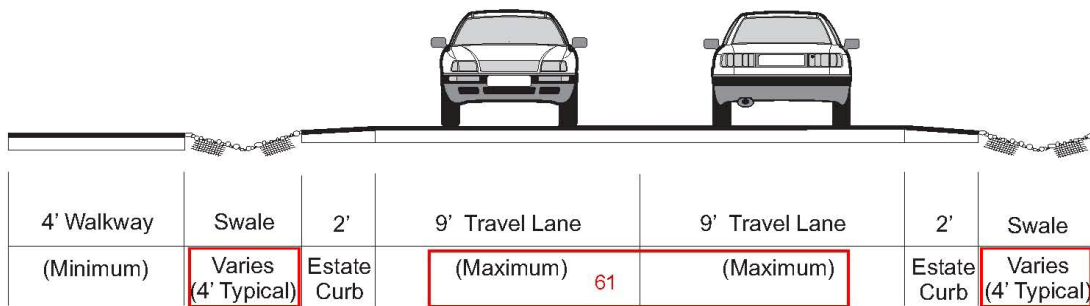 4' Walkway Swale 2' 9' Travel Lane 9' Travel Lane 2' Swale
(Minimum) Varies Estate (Maximum) 61 (Maximum) Estate Varies
(4' Typical) Curb Curb (4' Typical)